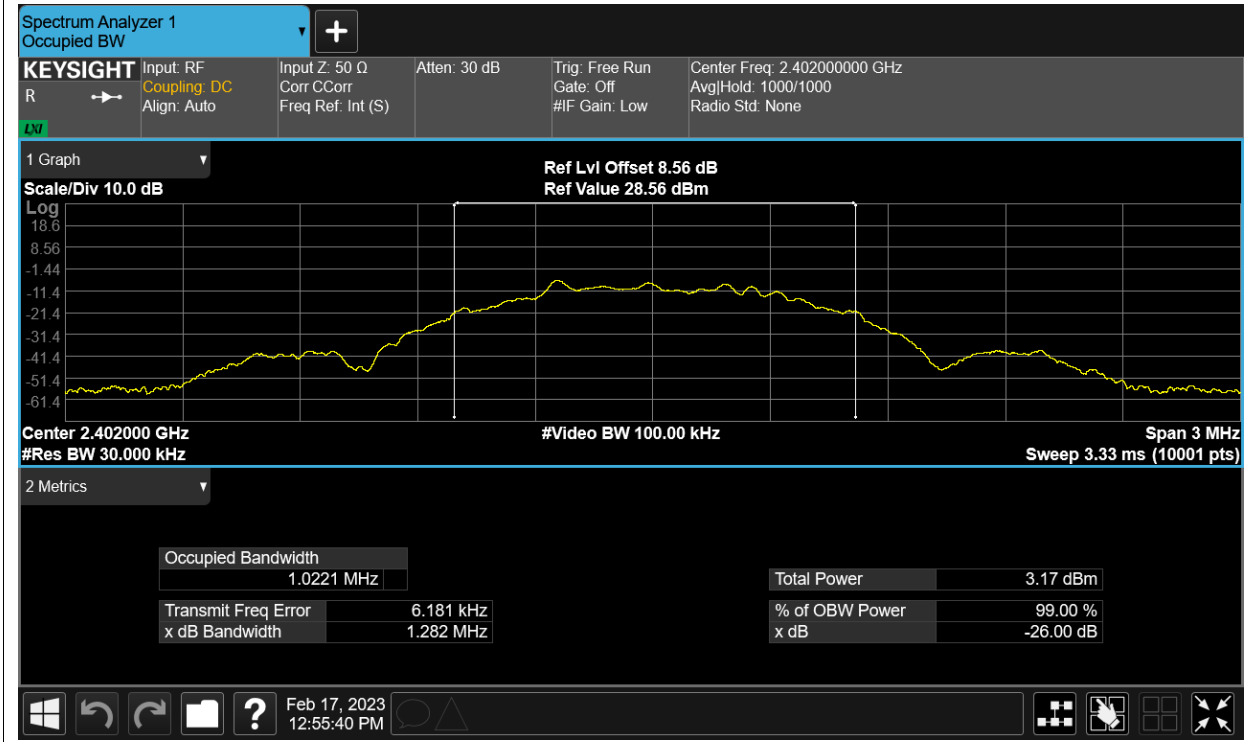 Spectrum Analyzer 1
Occupied BW
KEYSIGHT
R
LXI
Input: RF
Coupling: DC
Align: Auto
Input Z: 50 Ω
Corr CCorr
Freq Ref: Int (S)
Atten: 30 dB
Trig: Free Run
Gate: Off
#IF Gain: Low
Center Freq: 2.402000000 GHz
Avg|Hold: 1000/1000
Radio Std: None
1 Graph
Scale/Div 10.0 dB
Ref Lvl Offset 8.56 dB
Ref Value 28.56 dBm
Log
18.6
8.56
-1.44
-11.4
-21.4
-31.4
-41.4
-51.4
-61.4
Center 2.402000 GHz
#Video BW 100.00 kHz
Span 3 MHz
#Res BW 30.000 kHz
Sweep 3.33 ms (10001 pts)
2 Metrics
Occupied Bandwidth
1.0221 MHz
Total Power 3.17 dBm
Transmit Freq Error 6.181 kHz
% of OBW Power 99.00 %
x dB Bandwidth 1.282 MHz
x dB -26.00 dB
?
Feb 17, 2023
12:55:40 PM